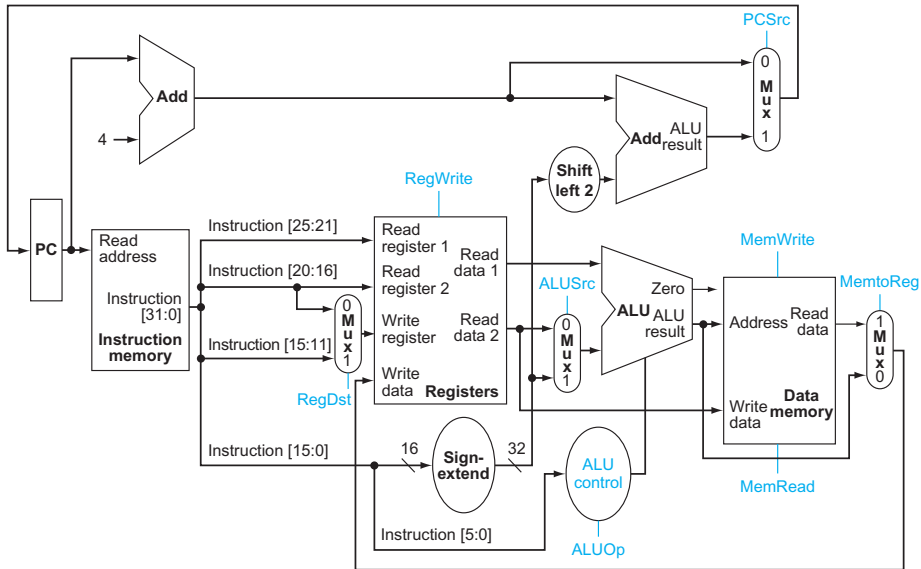 PCSrc
0
Mux
1
Add
4
Add
ALU
result
Shift
left 2
RegWrite
PC
Read
address
Instruction
[31:0]
Instruction
memory
Instruction [25:21]
Instruction [20:16]
Instruction [15:11]
Instruction [15:0]
Instruction [5:0]
0
Mux
1
RegDst
Read
register 1
Read
register 2
Write
register
Write
data
Read
data 1
Read
data 2
Registers
16
Sign-
extend
32
ALUSrc
0
Mux
1
Zero
ALU
ALU
result
ALU
control
ALUOp
MemWrite
Address
Read
data
Write
data
Data
memory
MemRead
MemtoReg
1
Mux
0